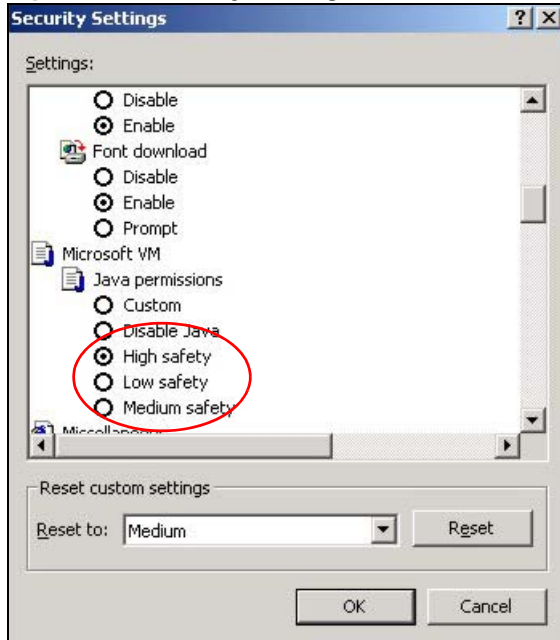 Security Settings
Settings:
Disable
Enable
Font download
Disable
Enable
Prompt
Microsoft VM
Java permissions
Custom
Disable Java
High safety
Low safety
Medium safety
Miscellaneous
Reset custom settings
Reset to: Medium Reset
OK Cancel